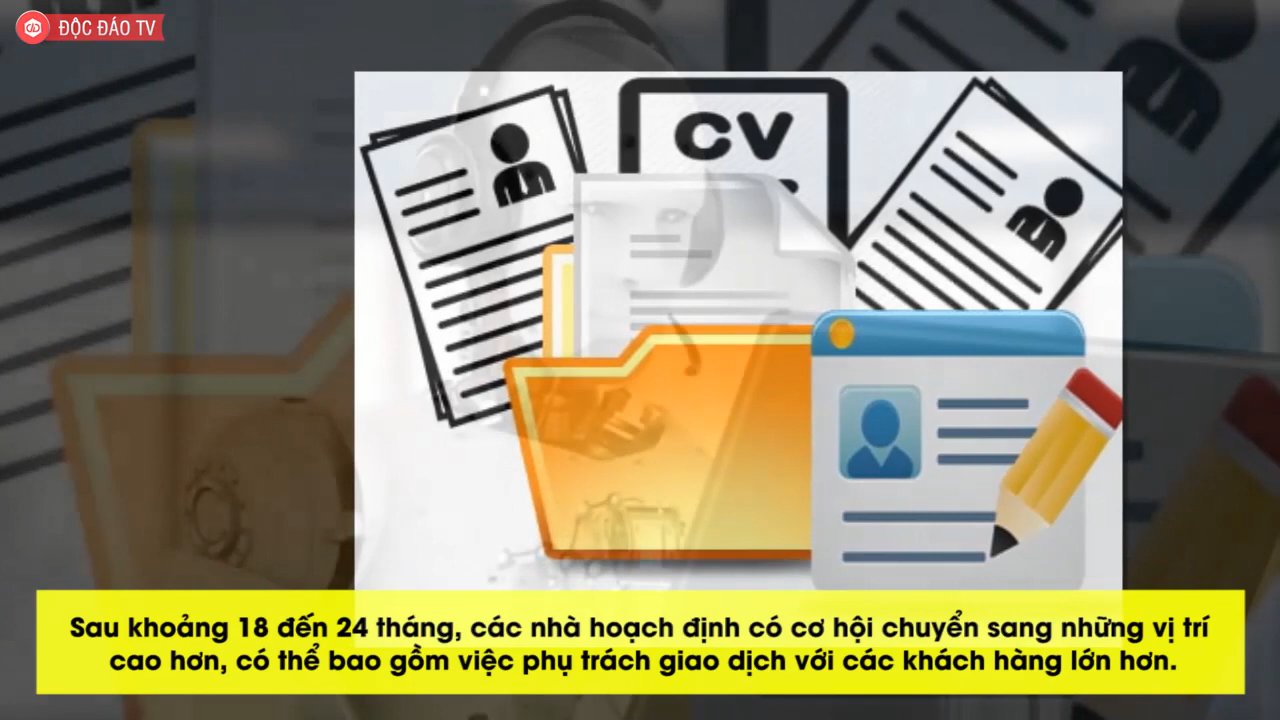 ĐỘC ĐÁO TV
CV
Sau khoảng 18 đến 24 tháng, các nhà hoạch định có cơ hội chuyển sang những vị trí
cao hơn, có thể bao gồm việc phụ trách giao dịch với các khách hàng lớn hơn.